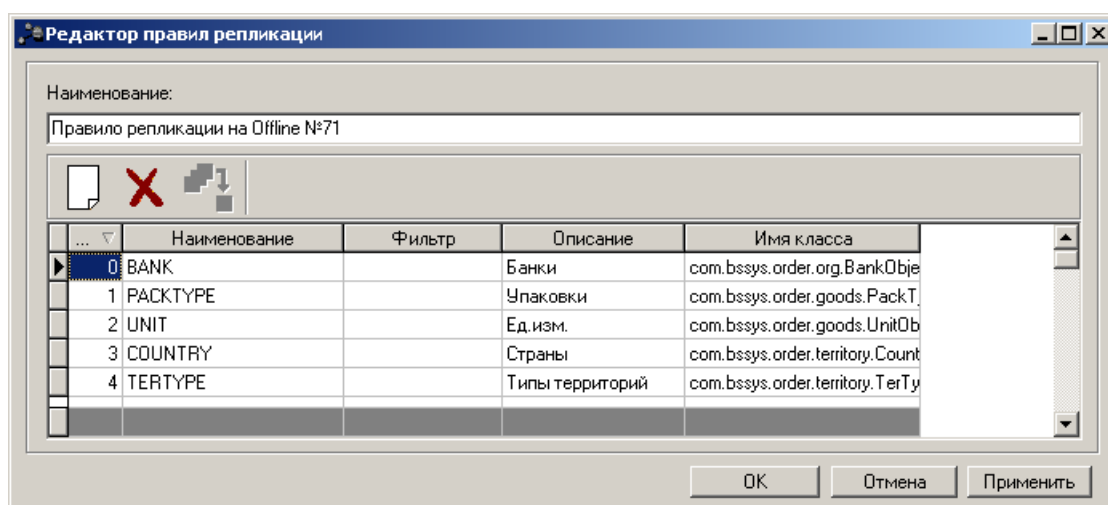 Редактор правил репликации
Наименование:
Правило репликации на Offline №71
... Наименование Фильтр Описание Имя класса
0 BANK Банки com.bssys.order.org.BankObje
1 PACKTYPE Упаковки com.bssys.order.goods.PackT
2 UNIT Ед.изм. com.bssys.order.goods.UnitOb
3 COUNTRY Страны com.bssys.order.territory.Count
4 TERTYPE Типы территорий com.bssys.order.territory.TerTy
OK Отмена Применить